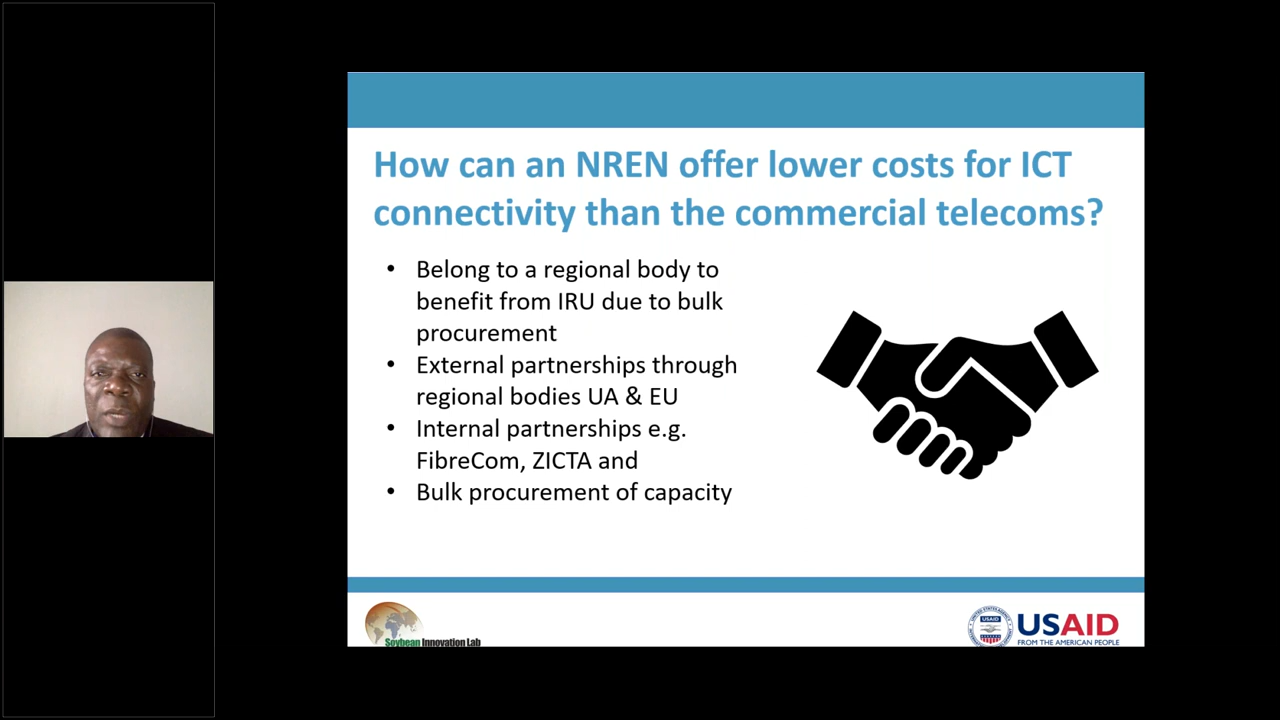 How can an NREN offer lower costs for ICT
connectivity than the commercial telecoms?
• Belong to a regional body to
benefit from IRU due to bulk
procurement
• External partnerships through
regional bodies UA & EU
• Internal partnerships e.g.
FibreCom, ZICTA and
• Bulk procurement of capacity
Soybean Innovation Lab
USAID
USAID
FROM THE AMERICAN PEOPLE